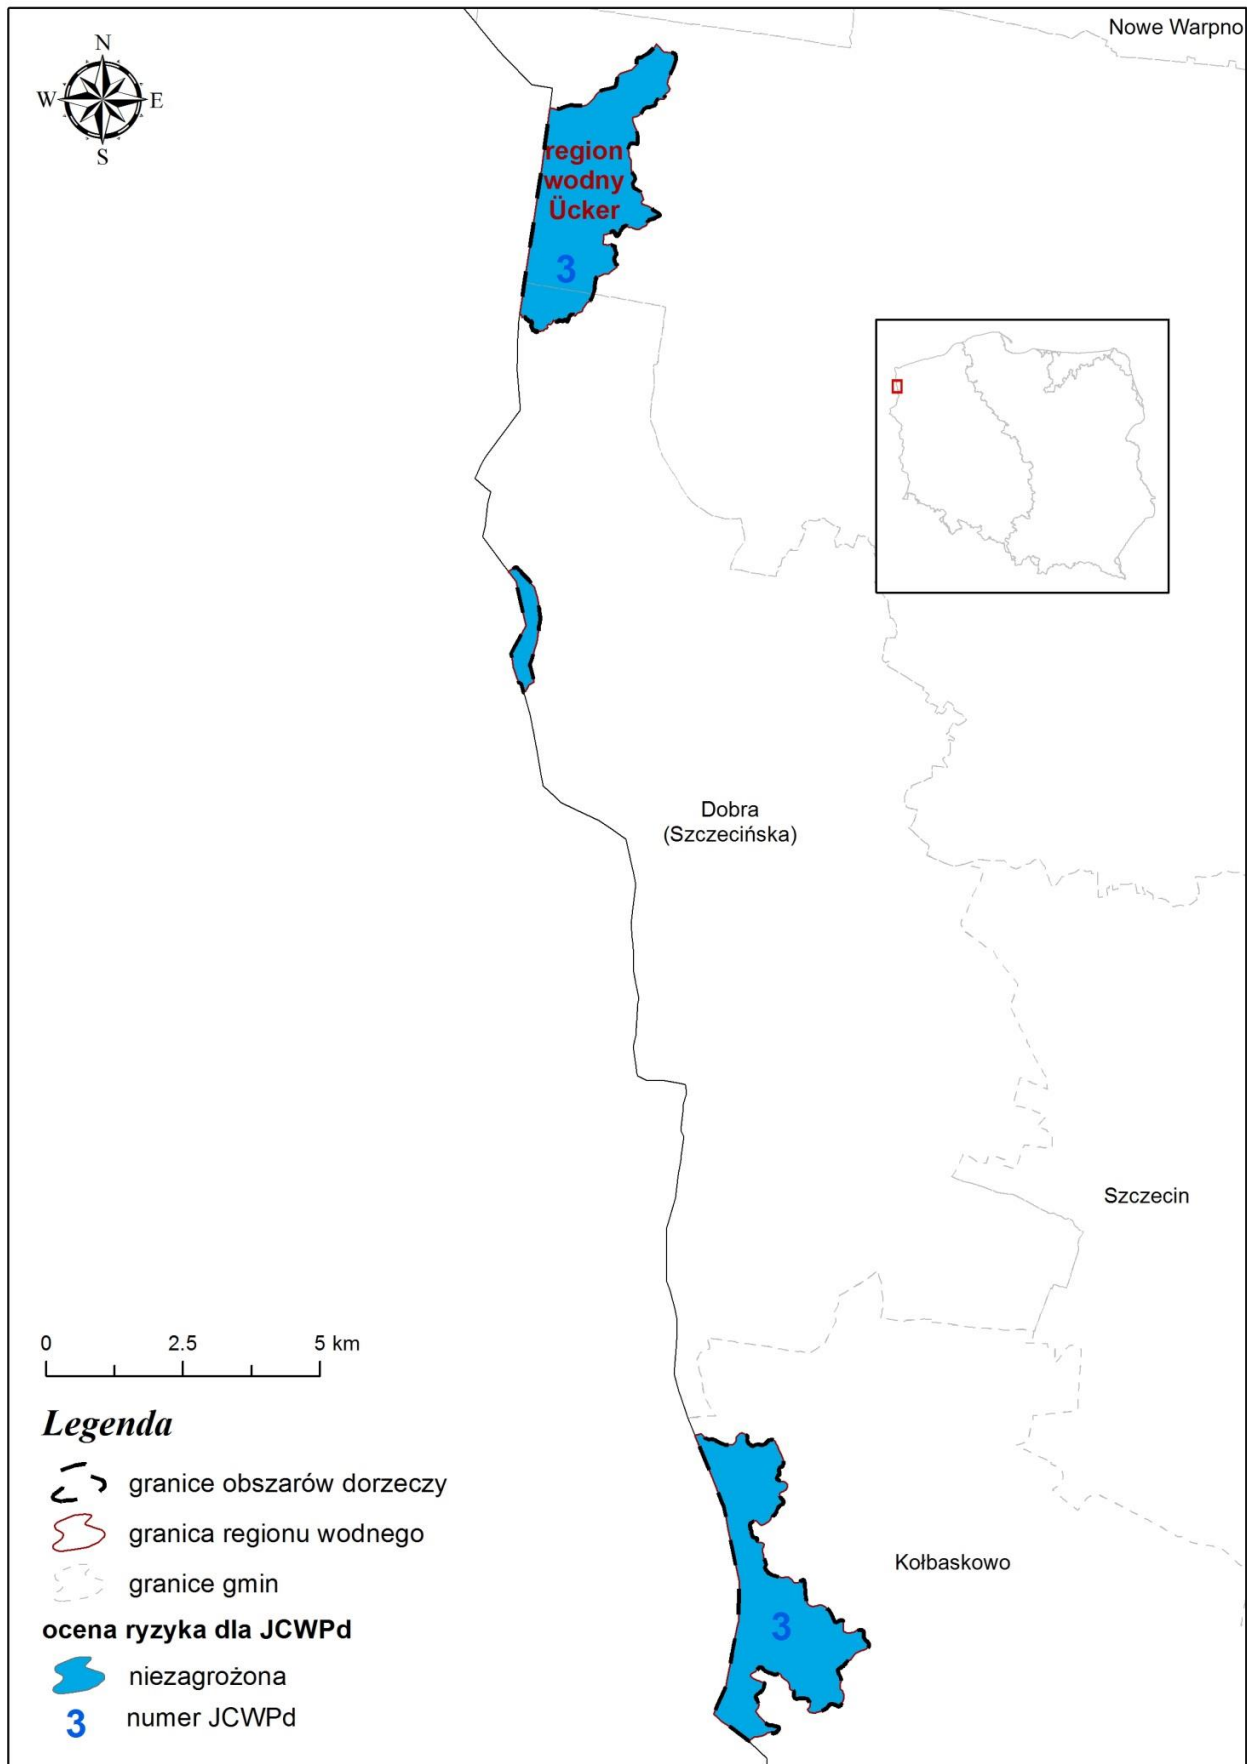 Nowe Warpno
N
W
E
S
region
wodny
Ücker
3
Dobra
(Szczecińska)
Szczecin
0 2.5 5 km
Legenda
granice obszarów dorzeczy
granica regionu wodnego
granice gmin
ocena ryzyka dla JCWPd
niezagrożona
3 numer JCWPd
Kołbaskowo
3